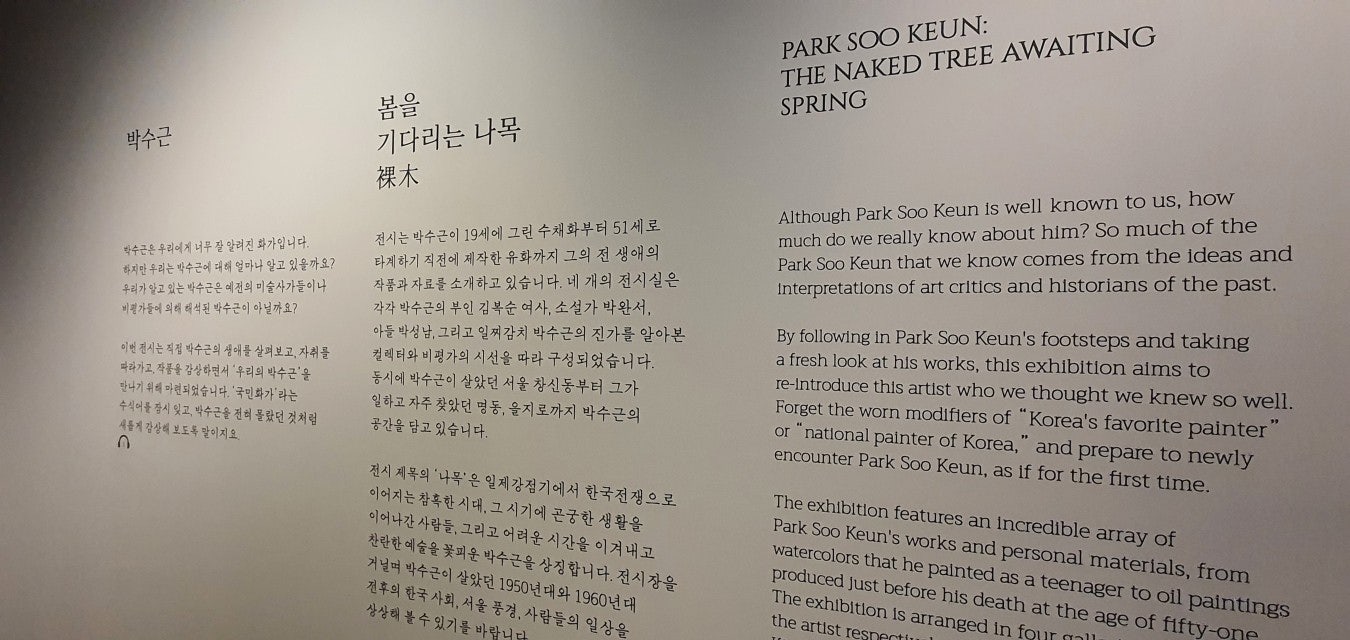 박수근
박수근은 우리에게 너무 잘 알려진 화가입니다.
하지만 우리는 박수근에 대해 얼마나 알고 있을까요?
우리가 알고 있는 박수근은 예전의 미술사가들이나
비평가들에 의해 해석된 박수근이 아닐까요?
이번 전시는 직접 박수근의 생애를 살펴보고, 자취를
따라가고, 작품을 감상하면서 ‘우리의 박수근’을
만나기 위해 마련되었습니다. ‘국민화가’라는
수식어를 잠시 잊고, 박수근을 전혀 몰랐던 것처럼
새롭게 감상해 보도록 말이지요.
봄을
기다리는 나목
裸木
전시는 박수근이 19세에 그린 수채화부터 51세로
타계하기 직전에 제작한 유화까지 그의 전 생애의
작품과 자료를 소개하고 있습니다. 네 개의 전시실은
각각 박수근의 부인 김복순 여사, 소설가 박완서,
아들 박성남, 그리고 일찌감치 박수근의 진가를 알아본
컬렉터와 비평가의 시선을 따라 구성되었습니다.
동시에 박수근이 살았던 서울 창신동부터 그가
일하고 자주 찾았던 명동, 을지로까지 박수근의
공간을 담고 있습니다.
전시 제목의 ‘나목’은 일제강점기에서 한국전쟁으로
이어지는 참혹한 시대, 그 시기에 곤궁한 생활을
이어나간 사람들, 그리고 어려운 시간을 이겨내고
찬란한 예술을 꽃피운 박수근을 상징합니다. 전시장을
거닐며 박수근이 살았던 1950년대와 1960년대
전후의 한국 사회, 서울 풍경, 사람들의 일상을
상상해 볼 수 있기를 바랍니다.
PARK SOO KEUN:
THE NAKED TREE AWAITING
SPRING
Although Park Soo Keun is well known to us, how
much do we really know about him? So much of the
Park Soo Keun that we know comes from the ideas and
interpretations of art critics and historians of the past.
By following in Park Soo Keun's footsteps and taking
a fresh look at his works, this exhibition aims to
re-introduce this artist who we thought we knew so well.
Forget the worn modifiers of “Korea's favorite painter”
or “national painter of Korea,” and prepare to newly
encounter Park Soo Keun, as if for the first time.
The exhibition features an incredible array of
Park Soo Keun's works and personal materials, from
watercolors that he painted as a teenager to oil paintings
produced just before his death at the age of fifty-one.
The exhibition is arranged in four
the artist